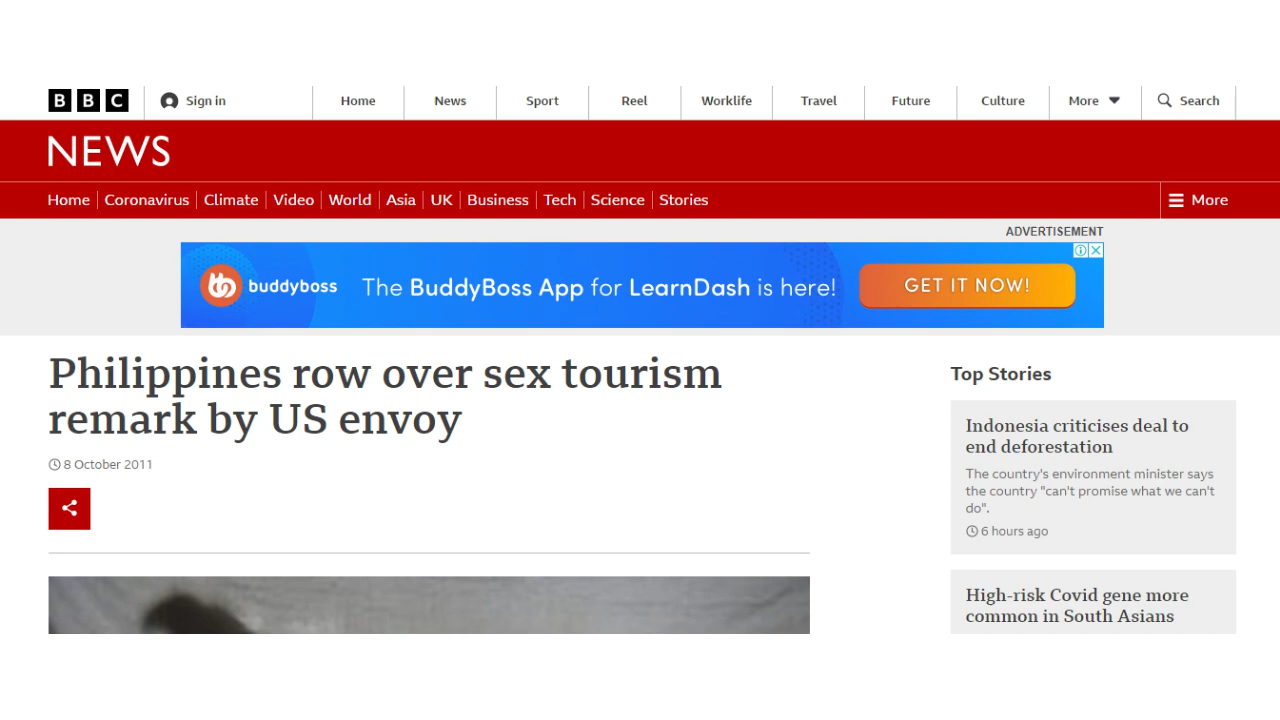 BBC Sign in Home News Sport Reel Worklife Travel Future Culture More Search
NEWS
Home Coronavirus Climate Video World Asia UK Business Tech Science Stories More
ADVERTISEMENT
buddyboss The BuddyBoss App for LearnDash is here! GET IT NOW!
Philippines row over sex tourism
remark by US envoy
8 October 2011
Top Stories
Indonesia criticises deal to
end deforestation
The country's environment minister says
the country "can't promise what we can't
do".
6 hours ago
High-risk Covid gene more
common in South Asians